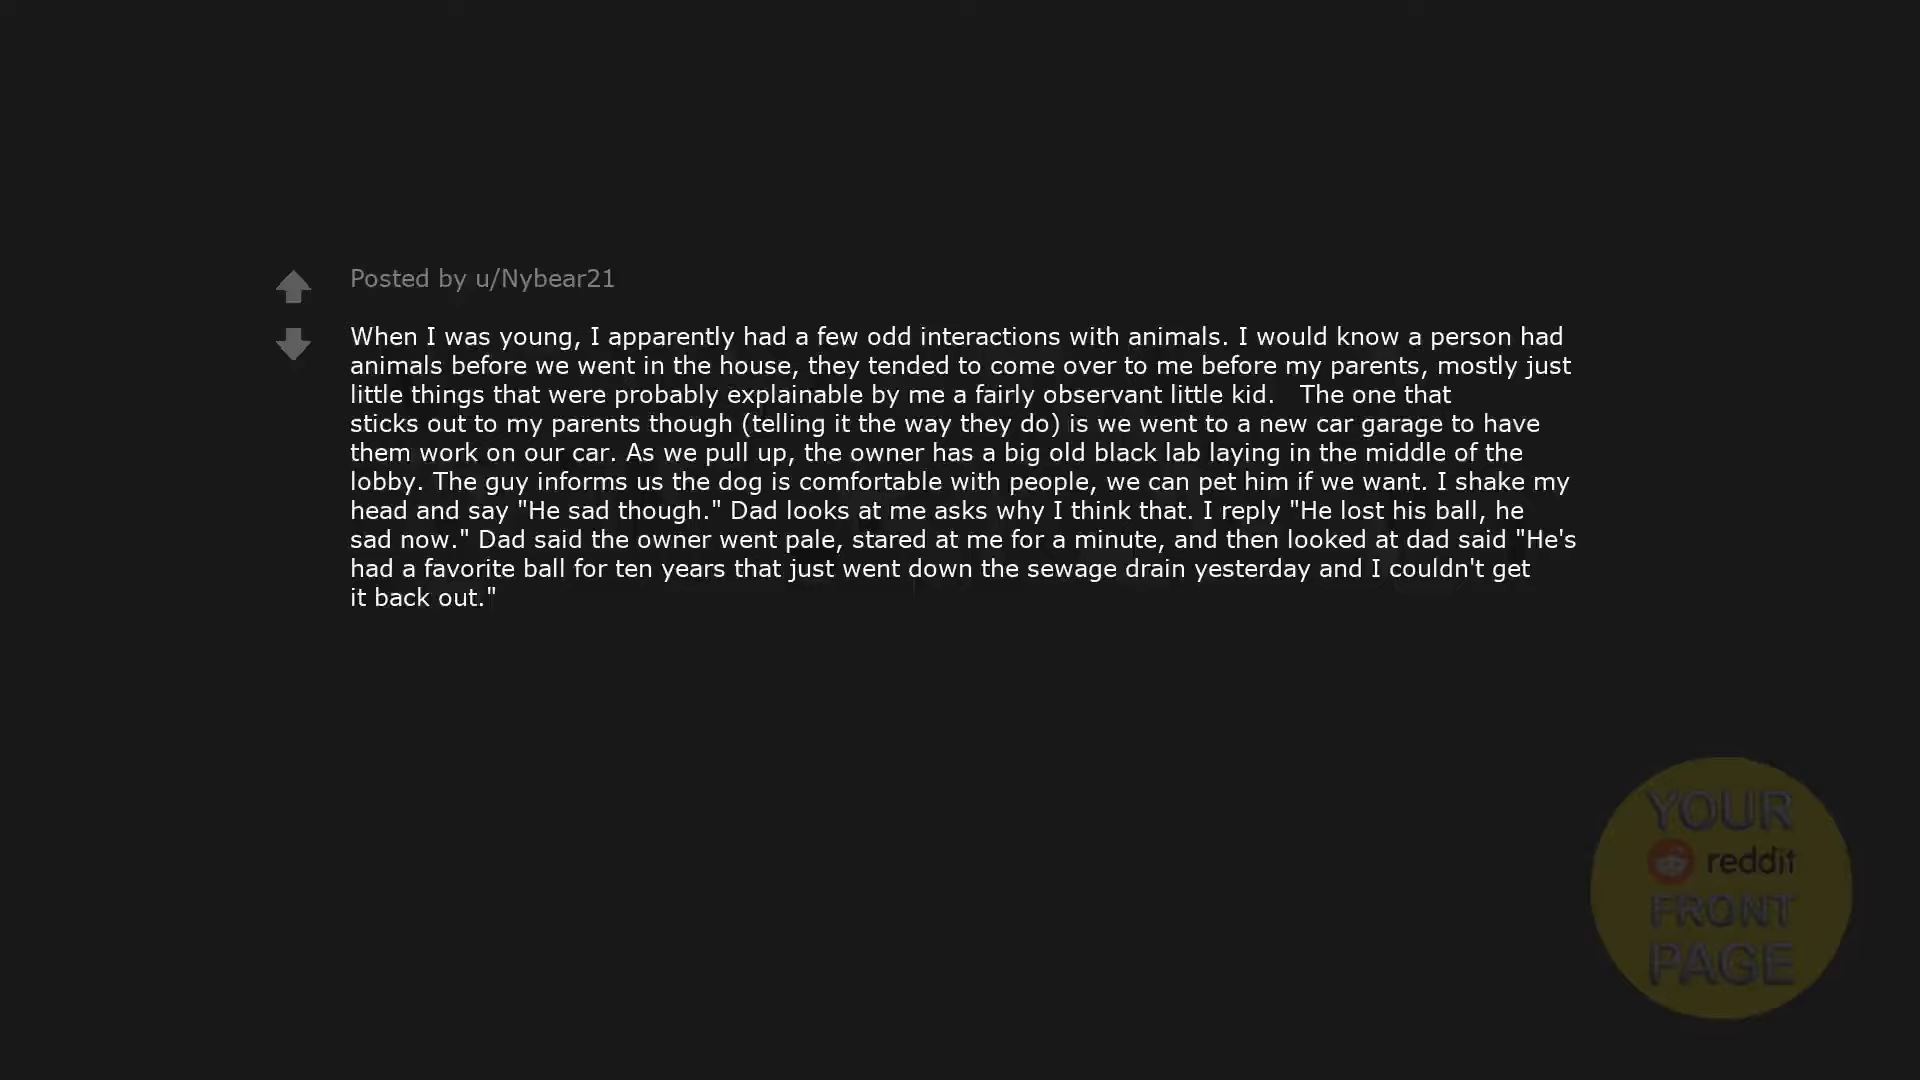 Posted by u/Nybear21
When I was young, I apparently had a few odd interactions with animals. I would know a person had
animals before we went in the house, they tended to come over to me before my parents, mostly just
little things that were probably explainable by me a fairly observant little kid.   The one that
sticks out to my parents though (telling it the way they do) is we went to a new car garage to have
them work on our car. As we pull up, the owner has a big old black lab laying in the middle of the
lobby. The guy informs us the dog is comfortable with people, we can pet him if we want. I shake my
head and say "He sad though." Dad looks at me asks why I think that. I reply "He lost his ball, he
sad now." Dad said the owner went pale, stared at me for a minute, and then looked at dad said "He's
had a favorite ball for ten years that just went down the sewage drain yesterday and I couldn't get
it back out."
YOUR
reddit
FRONT
PAGE